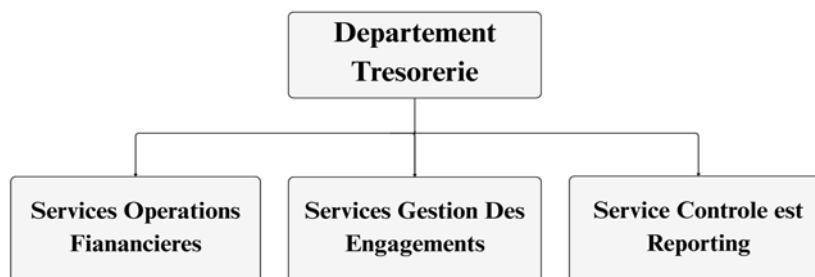 Departement
Tresorerie
Services Operations
Fianancieres
Services Gestion Des
Engagements
Service Controle est
Reporting